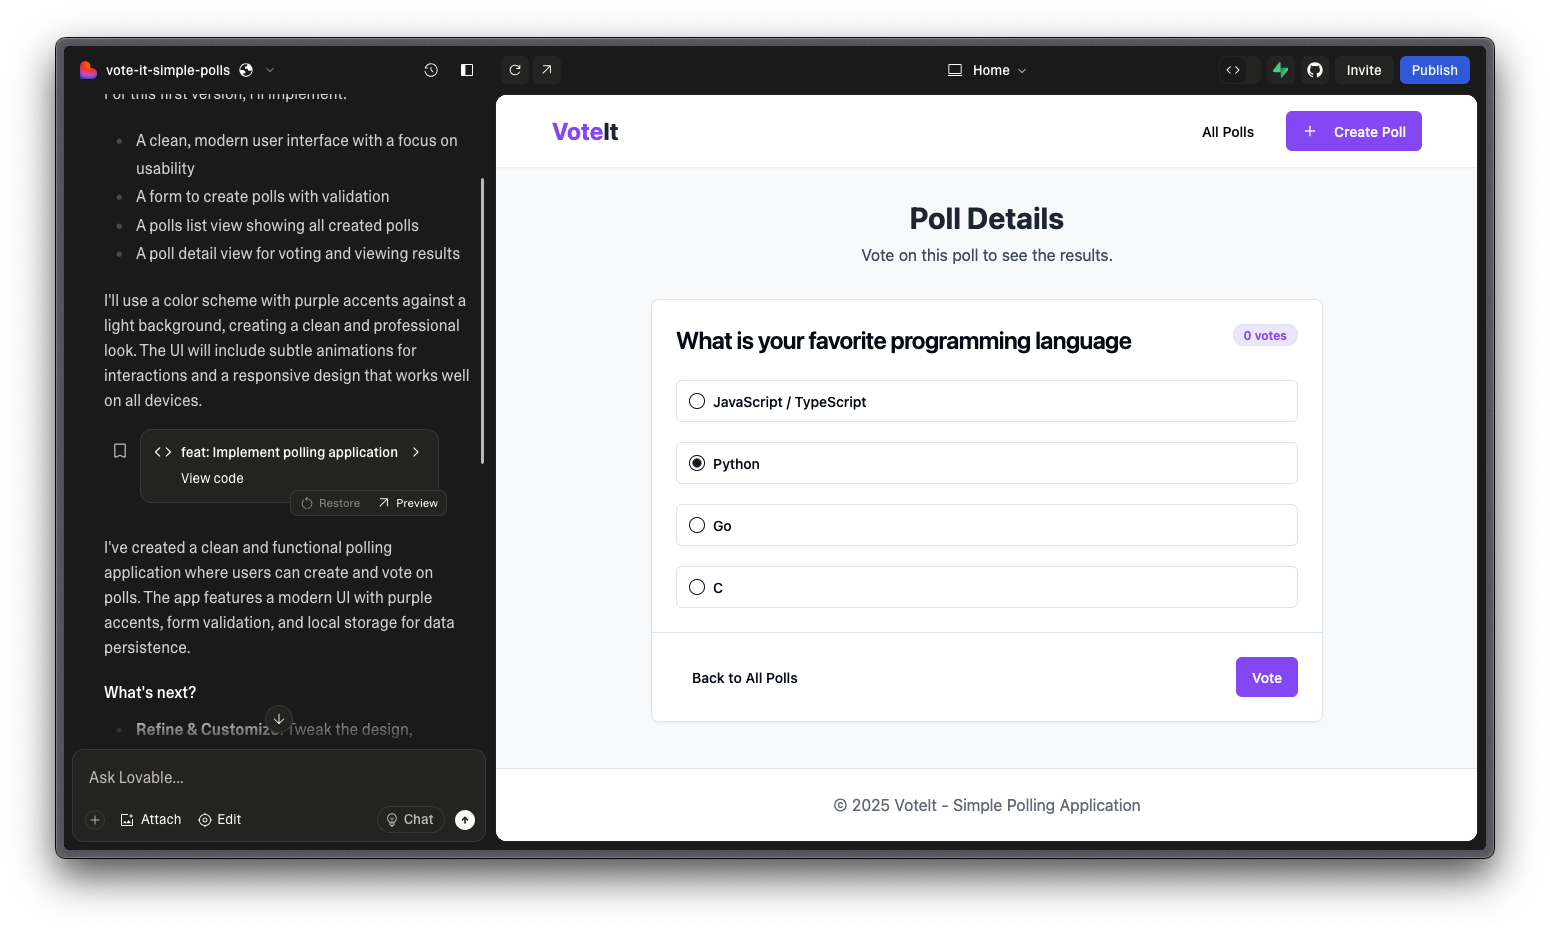 vote-it-simple-polls
Home
Invite
Publish
For this first version, I'll implement:
A clean, modern user interface with a focus on
usability
A form to create polls with validation
A polls list view showing all created polls
A poll detail view for voting and viewing results
I'll use a color scheme with purple accents against a
light background, creating a clean and professional
look. The UI will include subtle animations for
interactions and a responsive design that works well
on all devices.
feat: Implement polling application
View code
Restore
Preview
I've created a clean and functional polling
application where users can create and vote on
polls. The app features a modern UI with purple
accents, form validation, and local storage for data
persistence.
What's next?
Refine & Customize: Tweak the design,
Ask Lovable...
Attach
Edit
Chat
VoteIt
All Polls
+ Create Poll
Poll Details
Vote on this poll to see the results.
What is your favorite programming language
0 votes
JavaScript / TypeScript
Python
Go
C
Back to All Polls
Vote
© 2025 VoteIt - Simple Polling Application